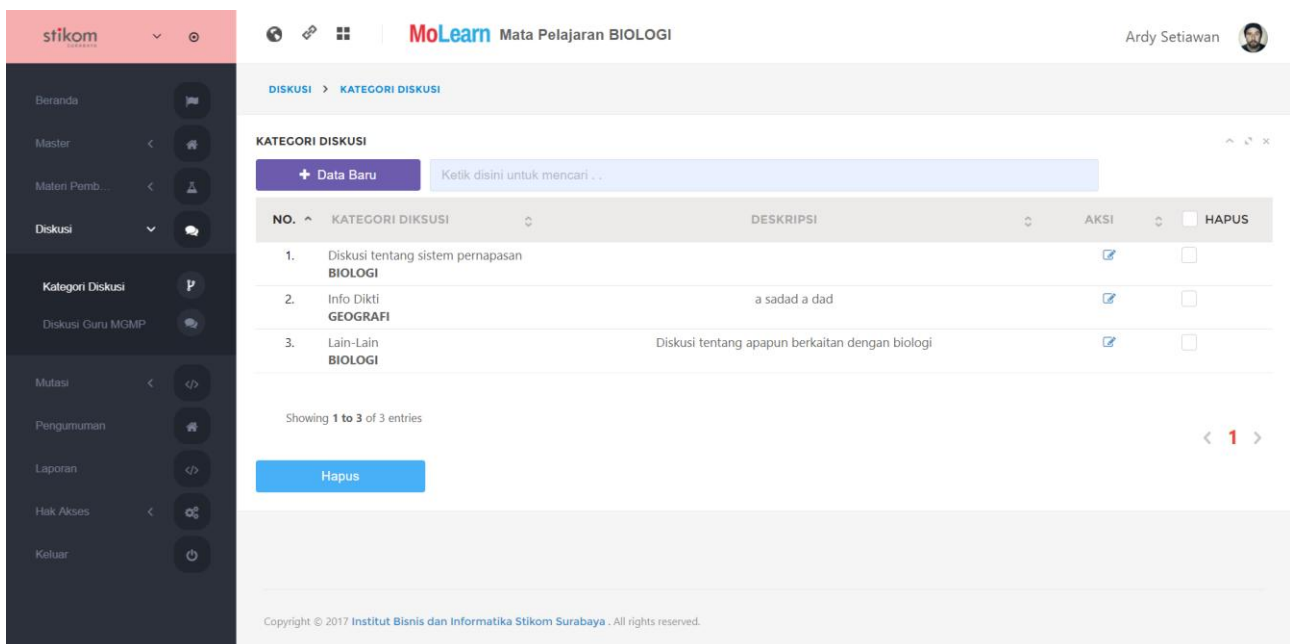 stikom
SURABAYA
MoLearn Mata Pelajaran BIOLOGI
Ardy Setiawan
Beranda
Master
Materi Pemb...
Diskusi
Kategori Diskusi
Diskusi Guru MGMP
Mutasi
Pengumuman
Laporan
Hak Akses
Keluar
DISKUSI > KATEGORI DISKUSI
KATEGORI DISKUSI
+ Data Baru
Ketik disini untuk mencari . .
NO. KATEGORI DIKSUSI DESKRIPSI AKSI HAPUS
1. Diskusi tentang sistem pernapasan
BIOLOGI
2. Info Dikti a sadad a dad
GEOGRAFI
3. Lain-Lain Diskusi tentang apapun berkaitan dengan biologi
BIOLOGI
Showing 1 to 3 of 3 entries
< 1 >
Hapus
Copyright © 2017 Institut Bisnis dan Informatika Stikom Surabaya . All rights reserved.